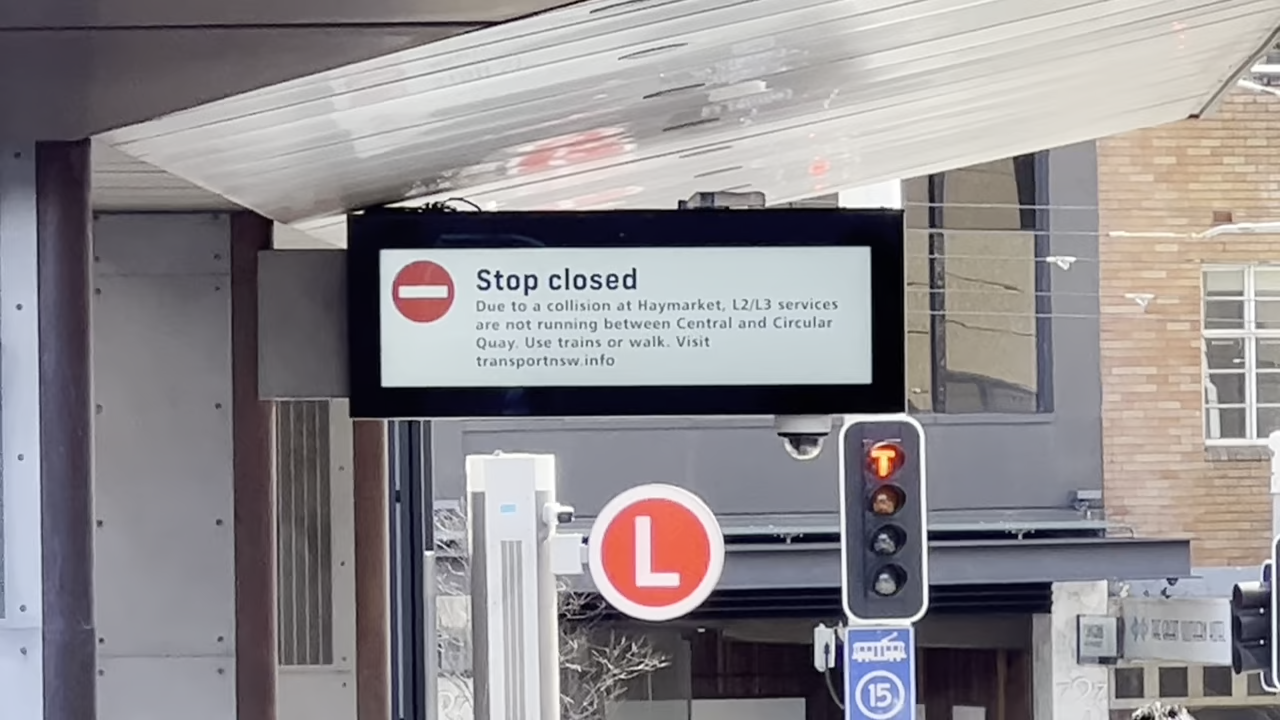 Stop closed
Due to a collision at Haymarket, L2/L3 services
are not running between Central and Circular
Quay. Use trains or walk. Visit
transportnsw.info
T
L
15